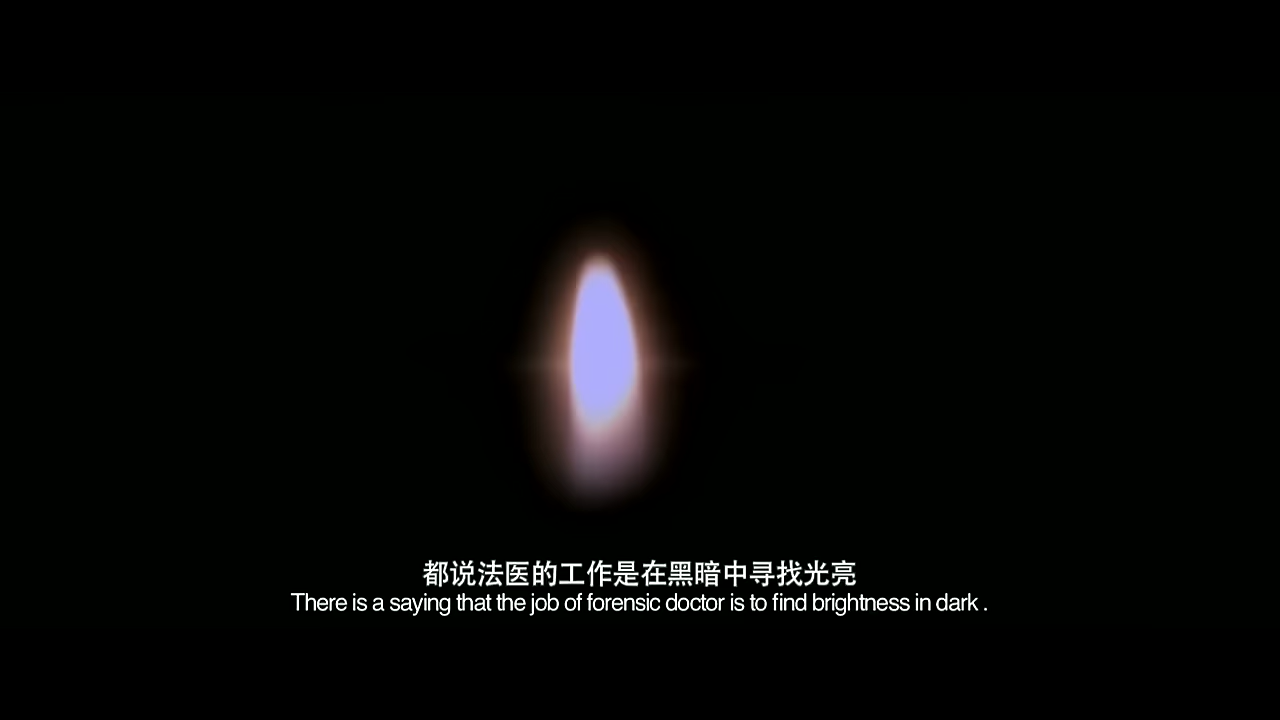 都说法医的工作是在黑暗中寻找光亮
There is a saying that the job of forensic doctor is to find brightness in dark .